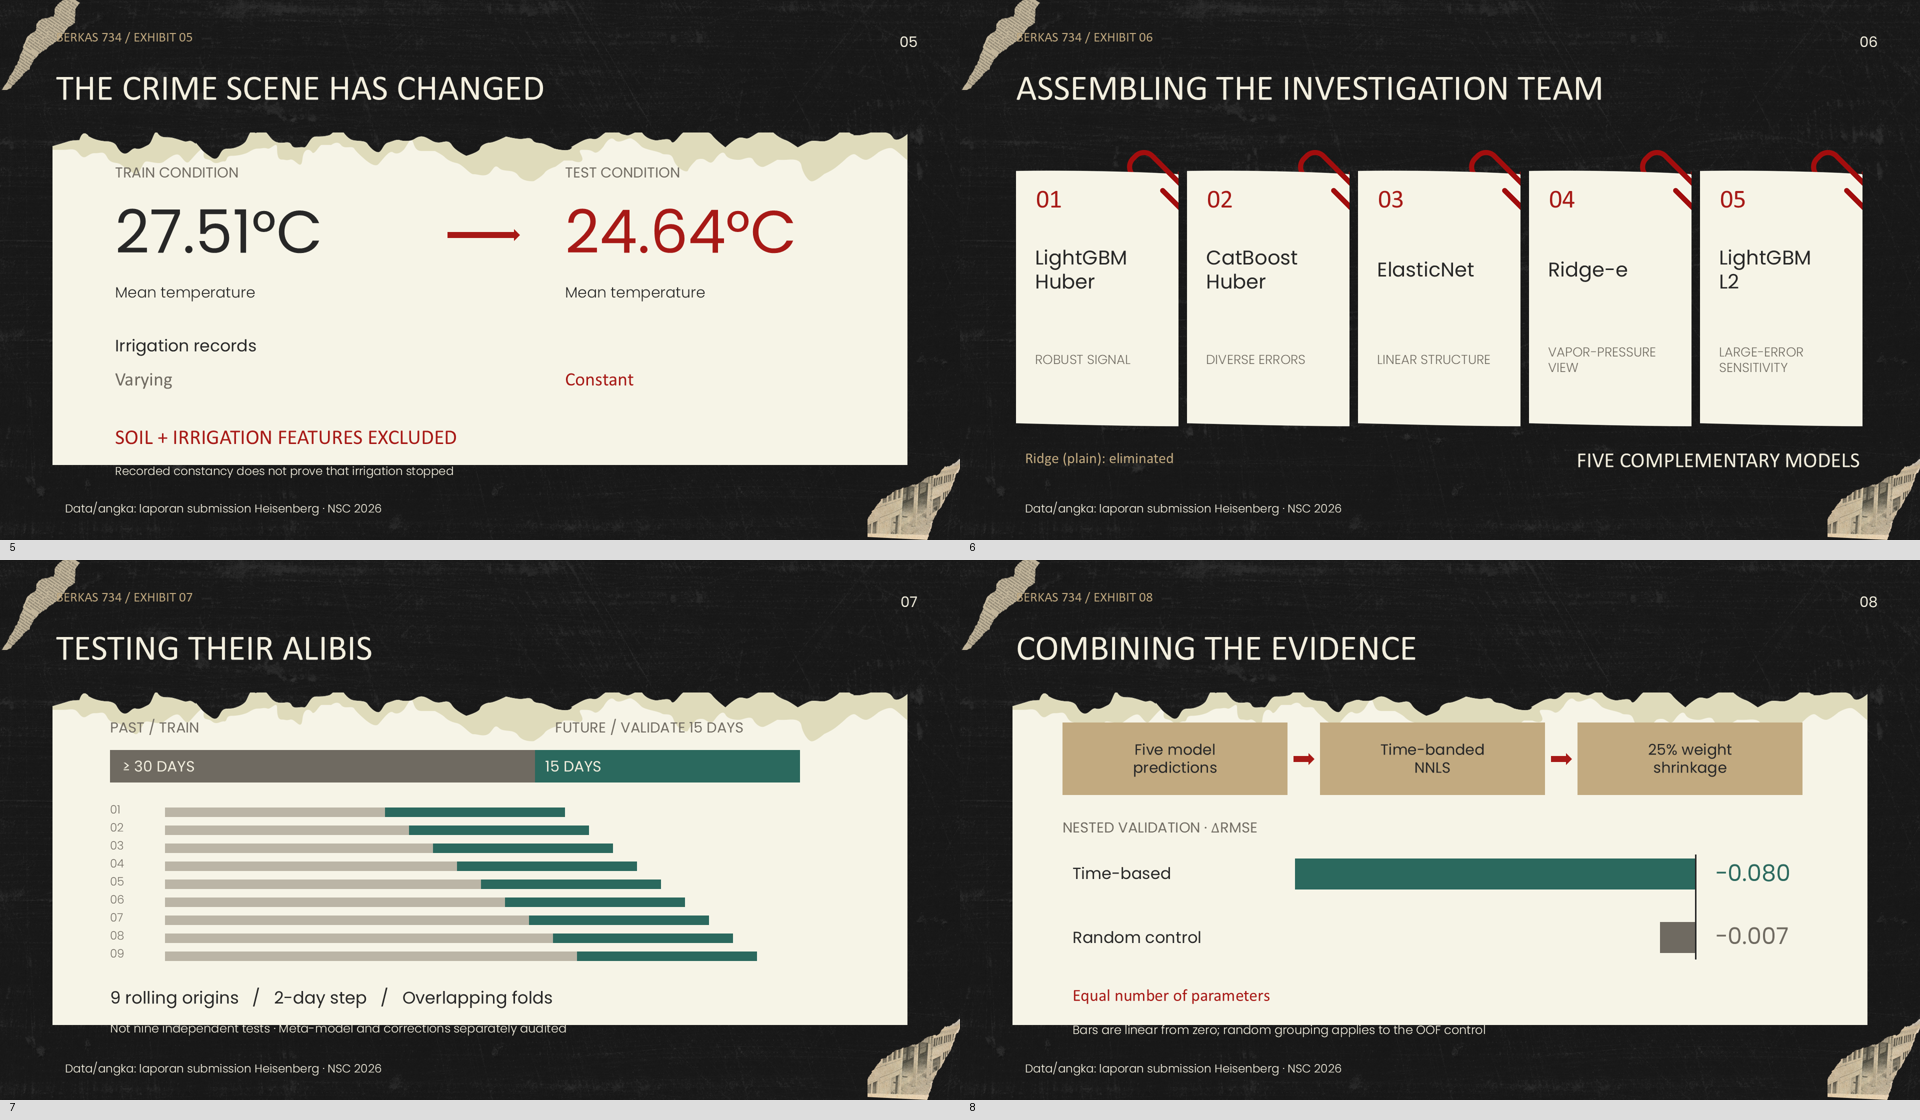 BERKAS 734 / EXHIBIT 05
05
THE CRIME SCENE HAS CHANGED
TRAIN CONDITION
TEST CONDITION
27.51°C
24.64°C
Mean temperature
Mean temperature
Irrigation records
Varying
Constant
SOIL + IRRIGATION FEATURES EXCLUDED
Recorded constancy does not prove that irrigation stopped
Data/angka: laporan submission Heisenberg · NSC 2026
5
BERKAS 734 / EXHIBIT 06
06
ASSEMBLING THE INVESTIGATION TEAM
01
LightGBM
Huber
ROBUST SIGNAL
02
CatBoost
Huber
DIVERSE ERRORS
03
ElasticNet
LINEAR STRUCTURE
04
Ridge-e
VAPOR-PRESSURE
VIEW
05
LightGBM
L2
LARGE-ERROR
SENSITIVITY
Ridge (plain): eliminated
FIVE COMPLEMENTARY MODELS
Data/angka: laporan submission Heisenberg · NSC 2026
6
BERKAS 734 / EXHIBIT 07
07
TESTING THEIR ALIBIS
PAST / TRAIN
FUTURE / VALIDATE 15 DAYS
≥ 30 DAYS
15 DAYS
01
02
03
04
05
06
07
08
09
9 rolling origins / 2-day step / Overlapping folds
Not nine independent tests · Meta-model and corrections separately audited
Data/angka: laporan submission Heisenberg · NSC 2026
7
BERKAS 734 / EXHIBIT 08
08
COMBINING THE EVIDENCE
Five model
predictions
Time-banded
NNLS
25% weight
shrinkage
NESTED VALIDATION · ΔRMSE
Time-based
-0.080
Random control
-0.007
Equal number of parameters
Bars are linear from zero; random grouping applies to the OOF control
Data/angka: laporan submission Heisenberg · NSC 2026
8